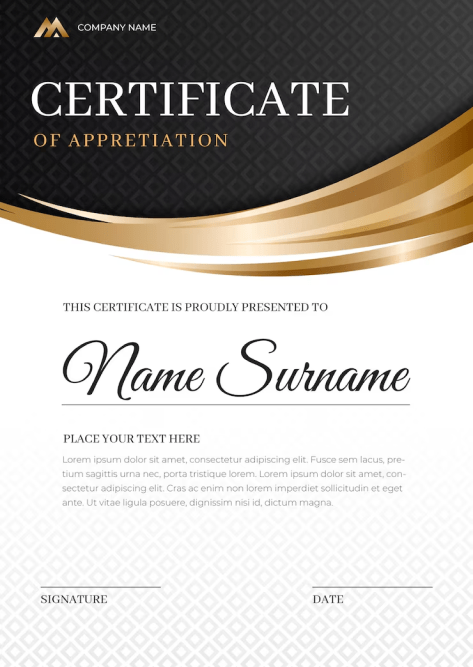 COMPANY NAME
CERTIFICATE
OF APPRETIATION
THIS CERTIFICATE IS PROUDLY PRESENTED TO
Name Surname
PLACE YOUR TEXT HERE
Lorem ipsum dolor sit amet, consectetur adipiscing elit. Fusce sem justo, pre-
tium sagittis urna nec, porta tristique lorem. Lorem ipsum dolor sit amet,
consectetur adipiscing elit. Cras ac enim non lorem imperdiet sollicitudin et eget
ante. Ut vitae ligula posuere, dignissim nisi id, dictum magna.
SIGNATURE
DATE